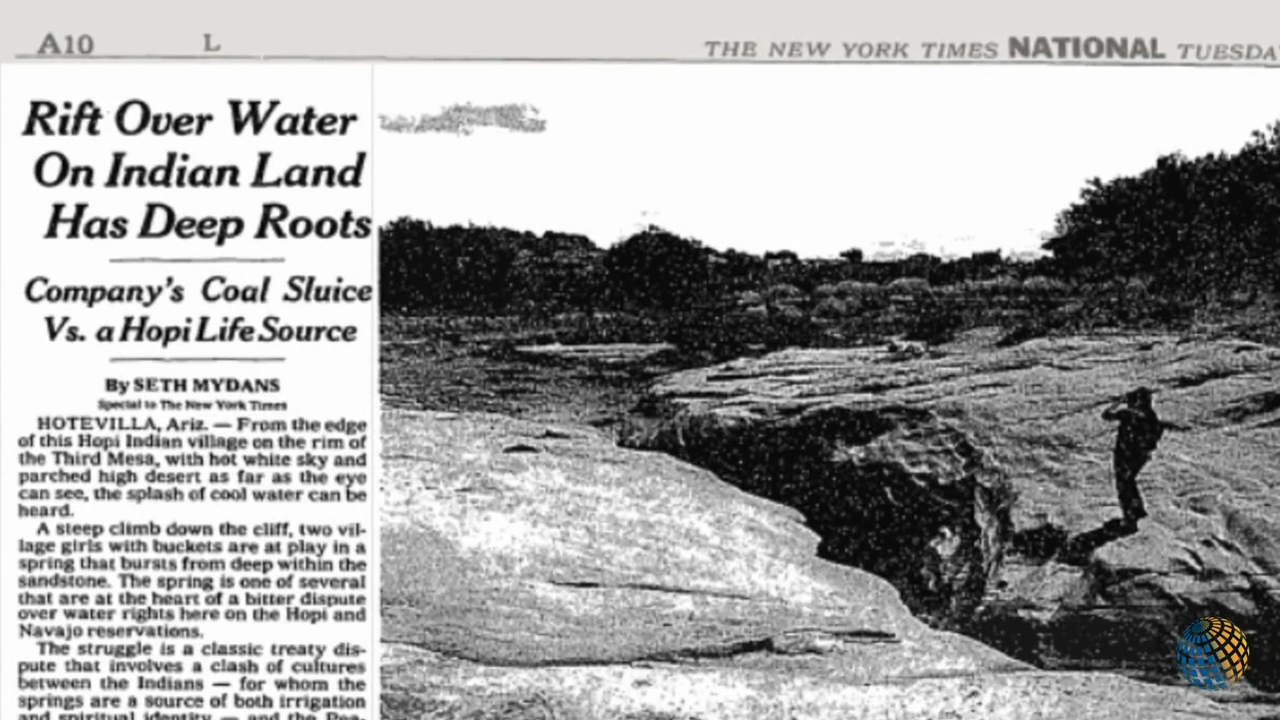 A10 L THE NEW YORK TIMES NATIONAL TUESDAY
Rift Over Water
On Indian Land
Has Deep Roots
Company's Coal Sluice
Vs. a Hopi Life Source
By SETH MYDANS
Special to The New York Times
HOTEVILLA, Ariz. — From the edge
of this Hopi Indian village on the rim of
the Third Mesa, with hot white sky and
parched high desert as far as the eye
can see, the splash of cool water can be
heard.
A steep climb down the cliff, two vil-
lage girls with buckets are at play in a
spring that bursts from deep within the
sandstone. The spring is one of several
that are at the heart of a bitter dispute
over water rights here on the Hopi and
Navajo reservations.
The struggle is a classic treaty dis-
pute that involves a clash of cultures
between the Indians — for whom the
springs are a source of both irrigation
and spiritual identity — and the Pea-